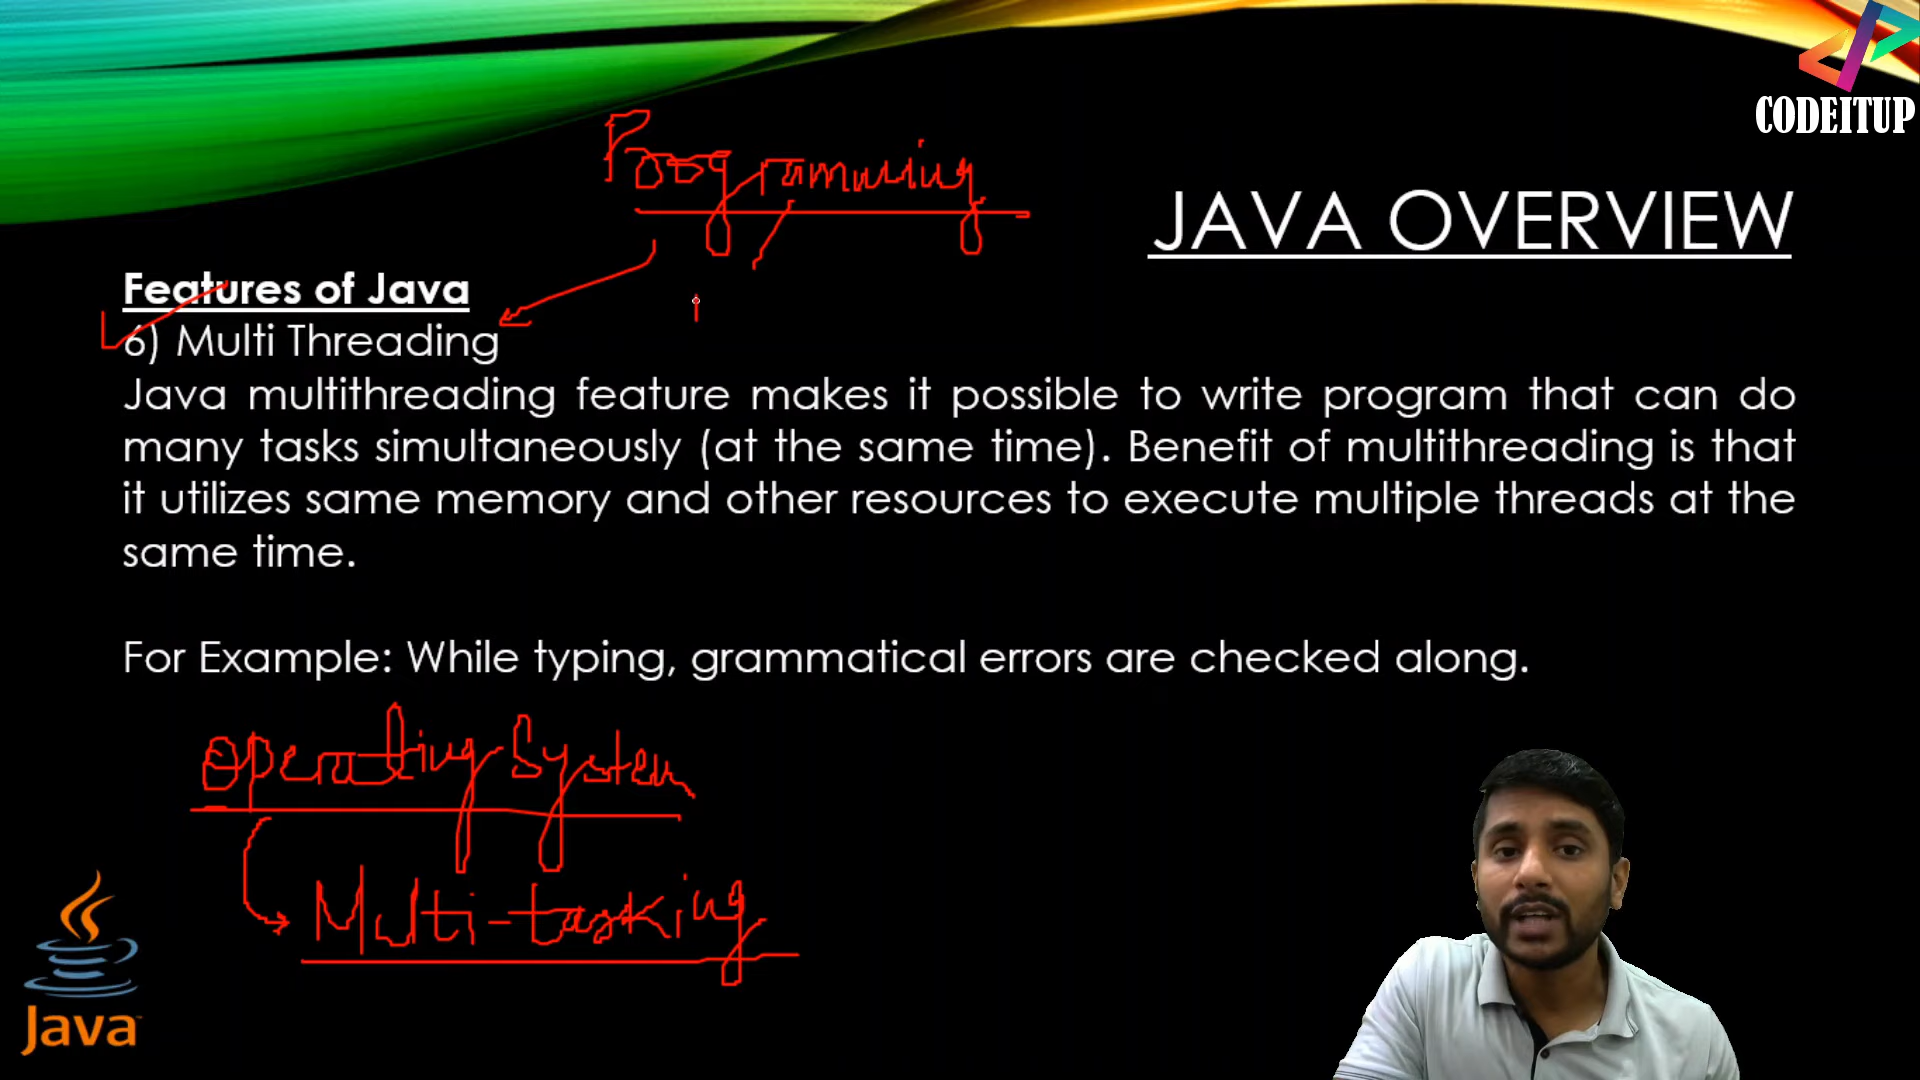 CODEITUP
Programming
JAVA OVERVIEW
Features of Java
6) Multi Threading
Java multithreading feature makes it possible to write program that can do
many tasks simultaneously (at the same time). Benefit of multithreading is that
it utilizes same memory and other resources to execute multiple threads at the
same time.
For Example: While typing, grammatical errors are checked along.
Operating System
Multi-tasking
Java